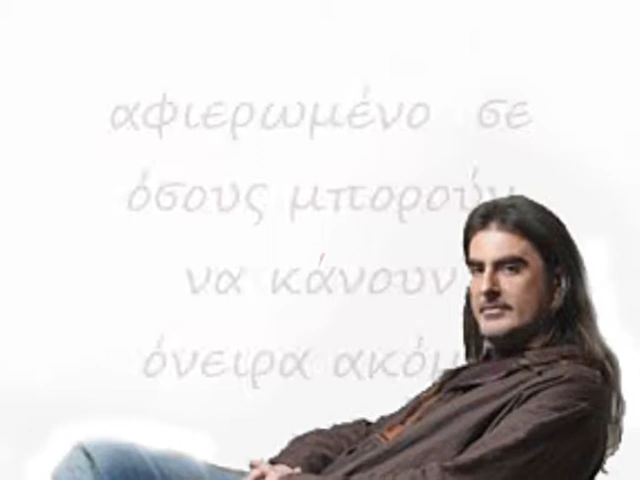 αφιερωμένο σε
όσους μπορούν
να κάνουν
όνειρα